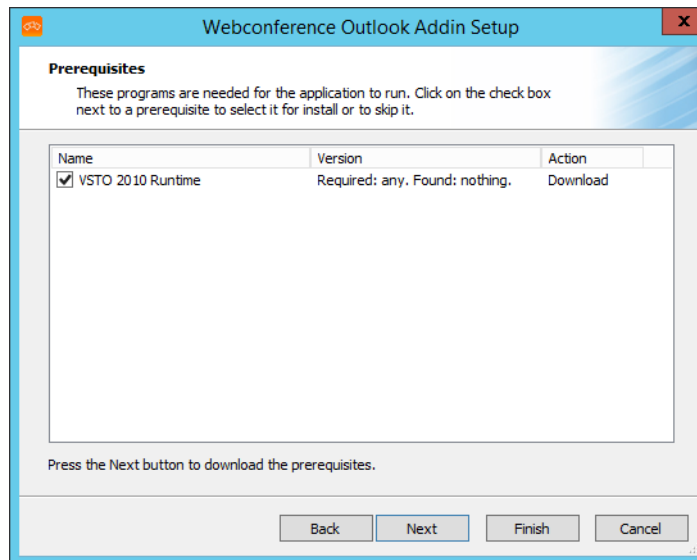 Webconference Outlook Addin Setup
x
Prerequisites
These programs are needed for the application to run. Click on the check box
next to a prerequisite to select it for install or to skip it.
Name Version Action
VSTO 2010 Runtime Required: any. Found: nothing. Download
Press the Next button to download the prerequisites.
Back Next Finish Cancel